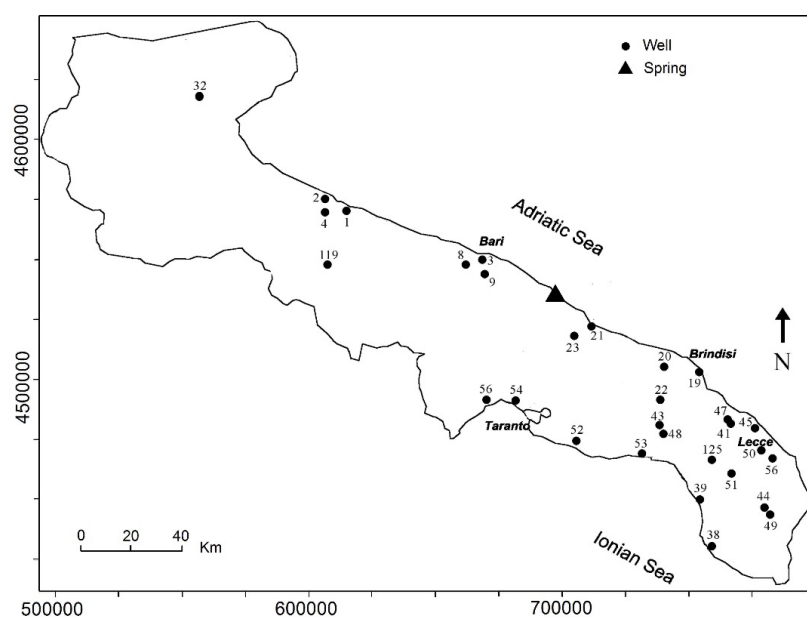 Well
Spring
32
4600000
2
4
1
Adriatic Sea
119
Bari
8
3
9
21
23
N
20
Brindisi
19
4500000
56
54
22
Taranto
43
48
47
41
45
52
53
Lecce
50
125
56
51
39
44
49
38
0 20 40
Km
Ionian Sea
500000 600000 700000